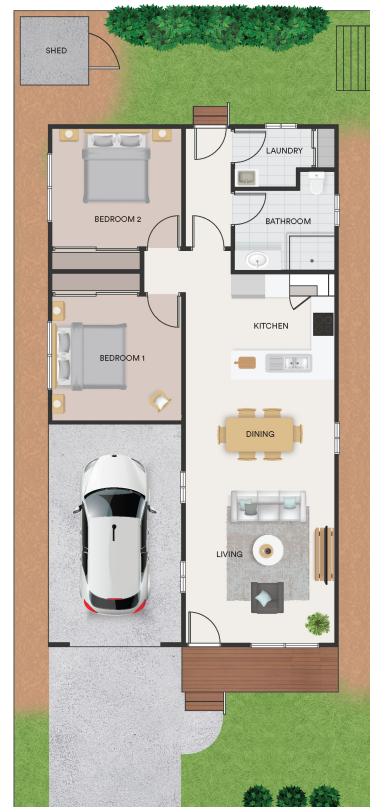 SHED
LAUNDRY
BEDROOM 2
BATHROOM
KITCHEN
BEDROOM 1
DINING
LIVING